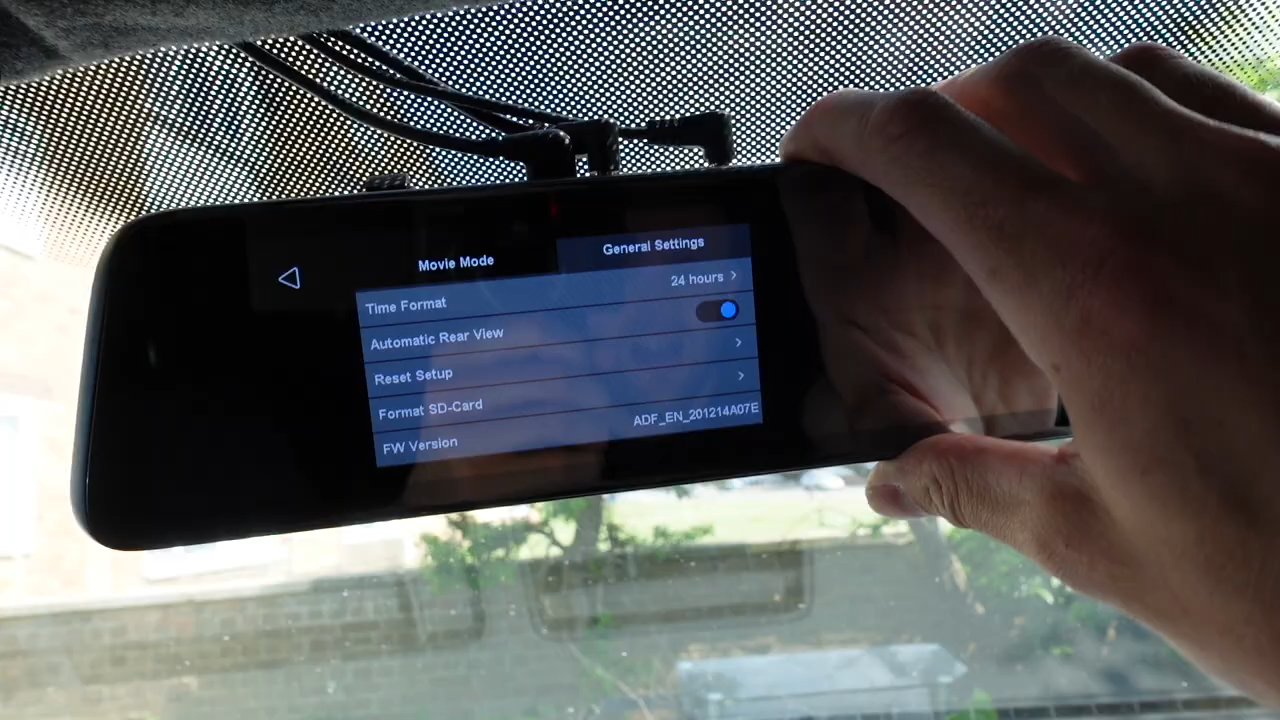 Movie Mode
General Settings
Time Format 24 hours
Automatic Rear View
Reset Setup
Format SD-Card
FW Version ADF_EN_201214A07E